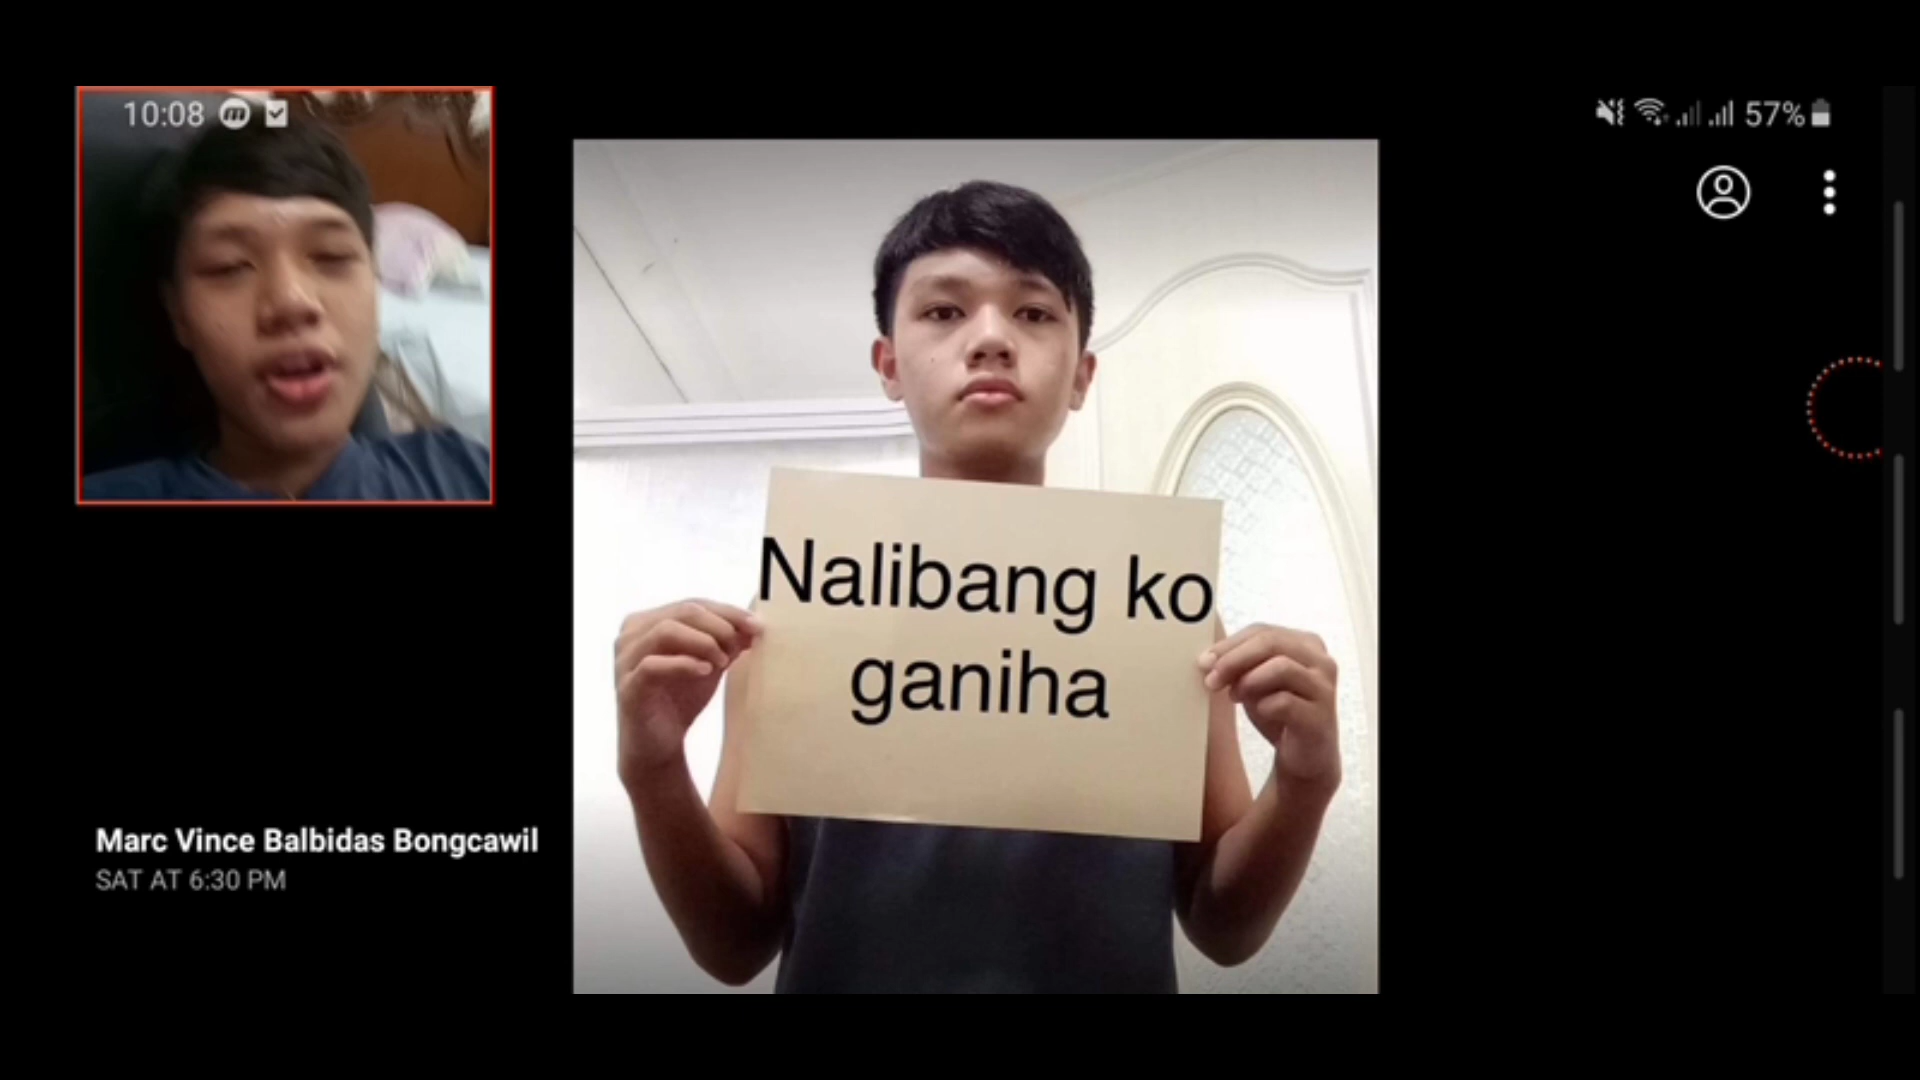 10:08
57%
Nalibang ko
ganiha
Marc Vince Balbidas Bongcawil
SAT AT 6:30 PM